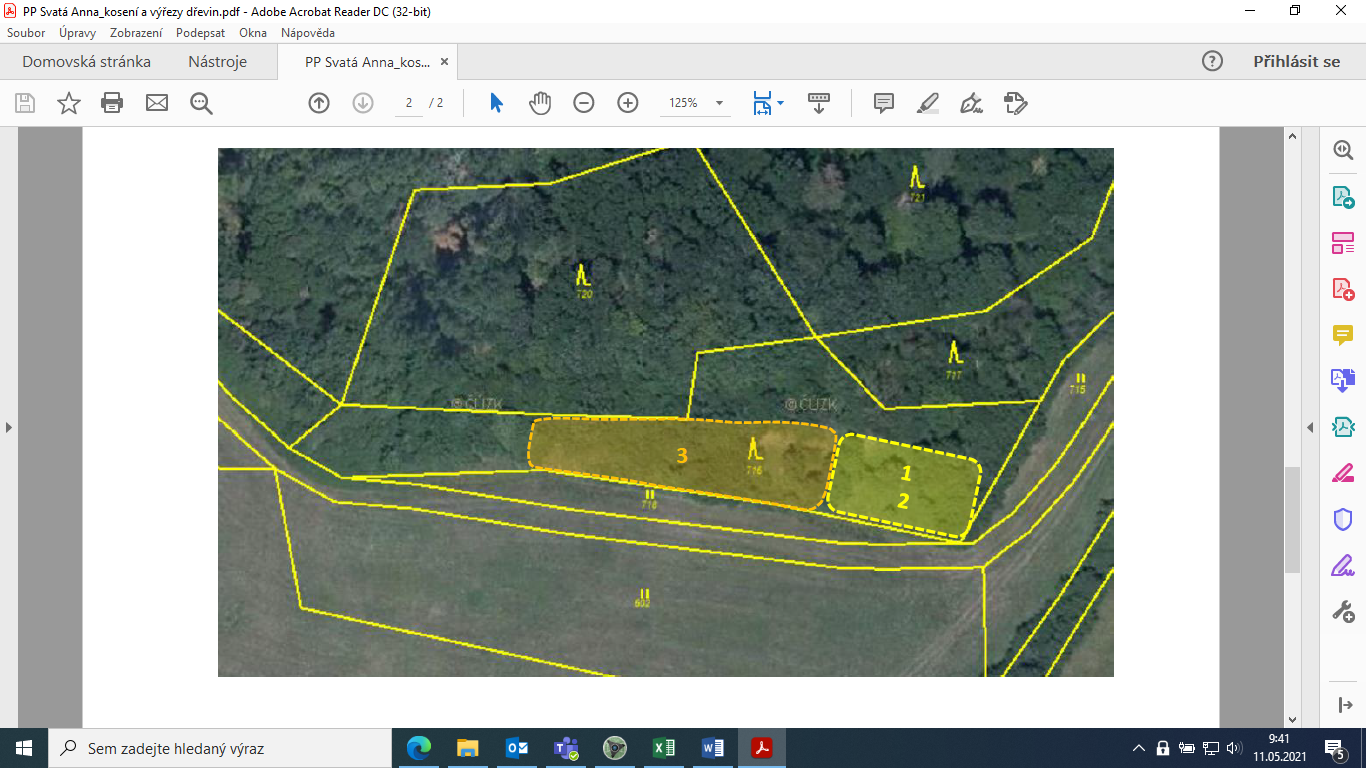 PP Svatá Anna_kosení a výřezy dřevin.pdf - Adobe Acrobat Reader DC (32-bit)
Soubor Úpravy Zobrazení Podepsat Okna Nápověda
Domovská stránka Nástroje PP Svatá Anna_kos... × Přihlásit se
2 / 2 125%
721
720
717
715
©ČÚZK ©ČÚZK
3
716
1
2
718
602
Sem zadejte hledaný výraz
9:41
11.05.2021
5